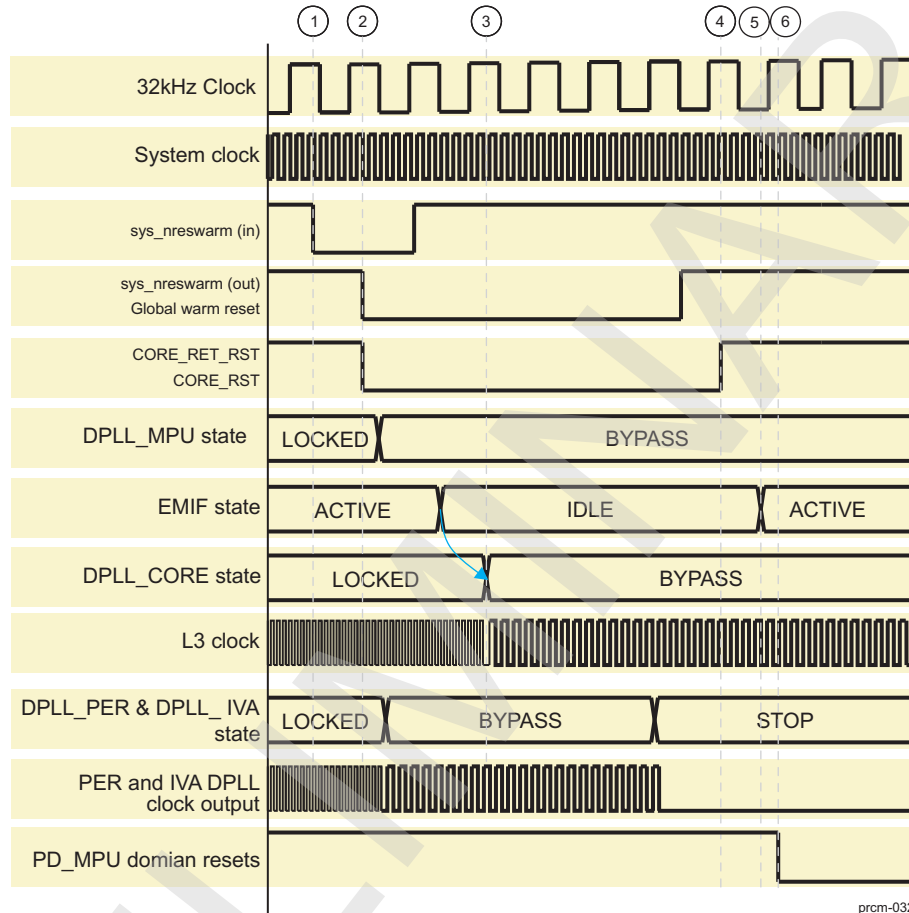 1 2 3 4 5 6
32kHz Clock
System clock
sys_nreswarm (in)
sys_nreswarm (out)
Global warm reset
CORE_RET_RST
CORE_RST
DPLL_MPU state LOCKED BYPASS
EMIF state ACTIVE IDLE ACTIVE
DPLL_CORE state LOCKED BYPASS
L3 clock
DPLL_PER & DPLL_ IVA
state LOCKED BYPASS STOP
PER and IVA DPLL
clock output
PD_MPU domian resets
prcm-032